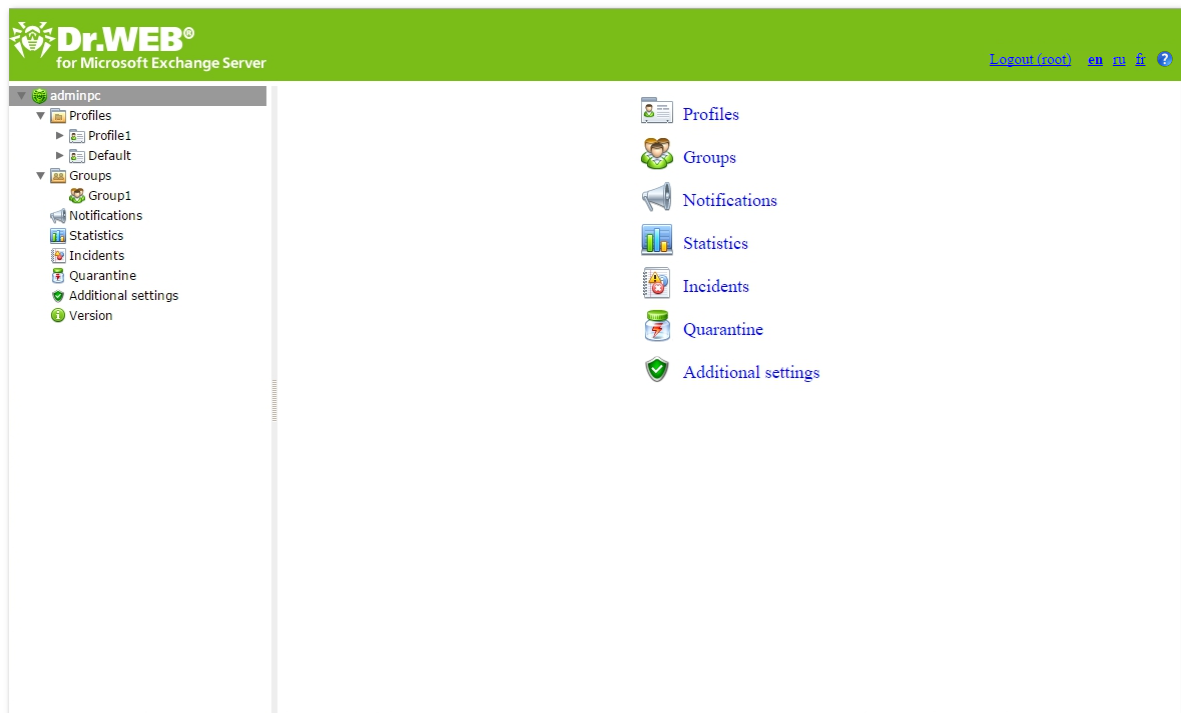 Dr.WEB®
for Microsoft Exchange Server
Logout (root) en ru fr ?
adminpc
Profiles
Profile1
Default
Groups
Group1
Notifications
Statistics
Incidents
Quarantine
Additional settings
Version
Profiles
Groups
Notifications
Statistics
Incidents
Quarantine
Additional settings